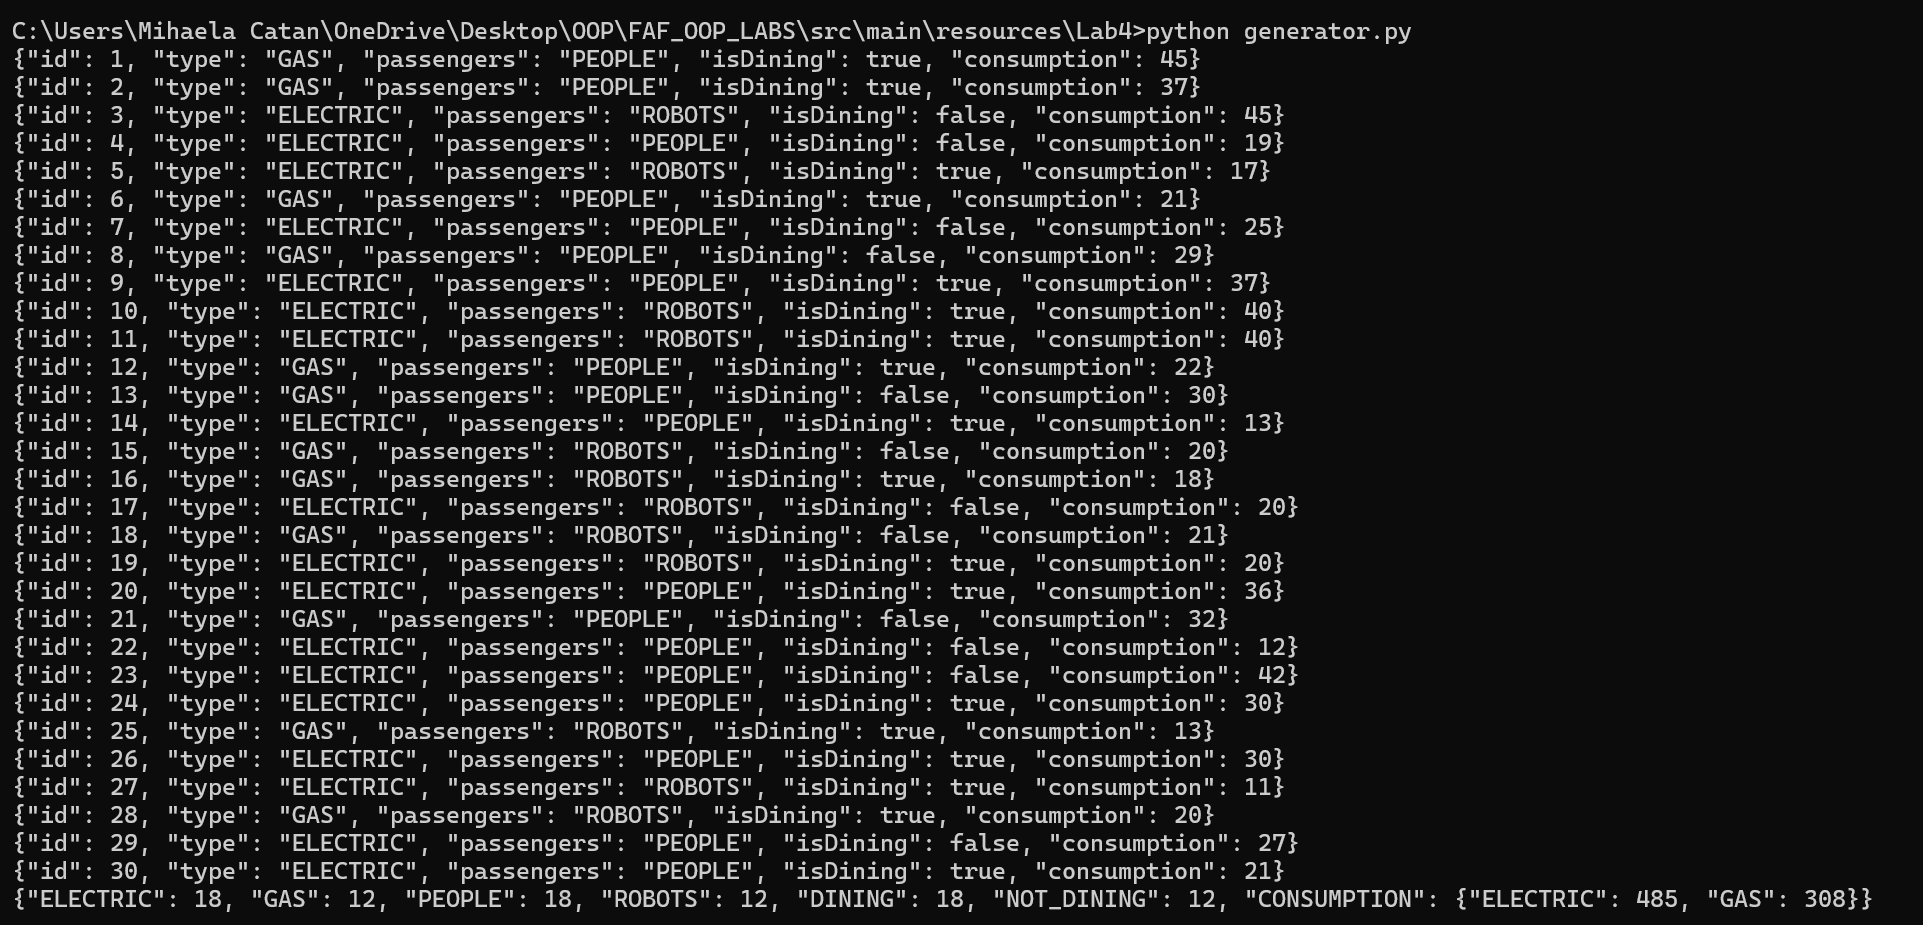 C:\Users\Mihaela Catan\OneDrive\Desktop\OOP\FAF_OOP_LABS\src\main\resources\Lab4>python generator.py
{"id": 1, "type": "GAS", "passengers": "PEOPLE", "isDining": true, "consumption": 45}
{"id": 2, "type": "GAS", "passengers": "PEOPLE", "isDining": true, "consumption": 37}
{"id": 3, "type": "ELECTRIC", "passengers": "ROBOTS", "isDining": false, "consumption": 45}
{"id": 4, "type": "ELECTRIC", "passengers": "PEOPLE", "isDining": false, "consumption": 19}
{"id": 5, "type": "ELECTRIC", "passengers": "ROBOTS", "isDining": true, "consumption": 17}
{"id": 6, "type": "GAS", "passengers": "PEOPLE", "isDining": true, "consumption": 21}
{"id": 7, "type": "ELECTRIC", "passengers": "PEOPLE", "isDining": false, "consumption": 25}
{"id": 8, "type": "GAS", "passengers": "PEOPLE", "isDining": false, "consumption": 29}
{"id": 9, "type": "ELECTRIC", "passengers": "PEOPLE", "isDining": true, "consumption": 37}
{"id": 10, "type": "ELECTRIC", "passengers": "ROBOTS", "isDining": true, "consumption": 40}
{"id": 11, "type": "ELECTRIC", "passengers": "ROBOTS", "isDining": true, "consumption": 40}
{"id": 12, "type": "GAS", "passengers": "PEOPLE", "isDining": true, "consumption": 22}
{"id": 13, "type": "GAS", "passengers": "PEOPLE", "isDining": false, "consumption": 30}
{"id": 14, "type": "ELECTRIC", "passengers": "PEOPLE", "isDining": true, "consumption": 13}
{"id": 15, "type": "GAS", "passengers": "ROBOTS", "isDining": false, "consumption": 20}
{"id": 16, "type": "GAS", "passengers": "ROBOTS", "isDining": true, "consumption": 18}
{"id": 17, "type": "ELECTRIC", "passengers": "ROBOTS", "isDining": false, "consumption": 20}
{"id": 18, "type": "GAS", "passengers": "ROBOTS", "isDining": false, "consumption": 21}
{"id": 19, "type": "ELECTRIC", "passengers": "ROBOTS", "isDining": true, "consumption": 20}
{"id": 20, "type": "ELECTRIC", "passengers": "PEOPLE", "isDining": true, "consumption": 36}
{"id": 21, "type": "GAS", "passengers": "PEOPLE", "isDining": false, "consumption": 32}
{"id": 22, "type": "ELECTRIC", "passengers": "PEOPLE", "isDining": false, "consumption": 12}
{"id": 23, "type": "ELECTRIC", "passengers": "PEOPLE", "isDining": false, "consumption": 42}
{"id": 24, "type": "ELECTRIC", "passengers": "PEOPLE", "isDining": true, "consumption": 30}
{"id": 25, "type": "GAS", "passengers": "ROBOTS", "isDining": true, "consumption": 13}
{"id": 26, "type": "ELECTRIC", "passengers": "PEOPLE", "isDining": true, "consumption": 30}
{"id": 27, "type": "ELECTRIC", "passengers": "ROBOTS", "isDining": true, "consumption": 11}
{"id": 28, "type": "GAS", "passengers": "ROBOTS", "isDining": true, "consumption": 20}
{"id": 29, "type": "ELECTRIC", "passengers": "PEOPLE", "isDining": false, "consumption": 27}
{"id": 30, "type": "ELECTRIC", "passengers": "PEOPLE", "isDining": true, "consumption": 21}
{"ELECTRIC": 18, "GAS": 12, "PEOPLE": 18, "ROBOTS": 12, "DINING": 18, "NOT_DINING": 12, "CONSUMPTION": {"ELECTRIC": 485, "GAS": 308}}